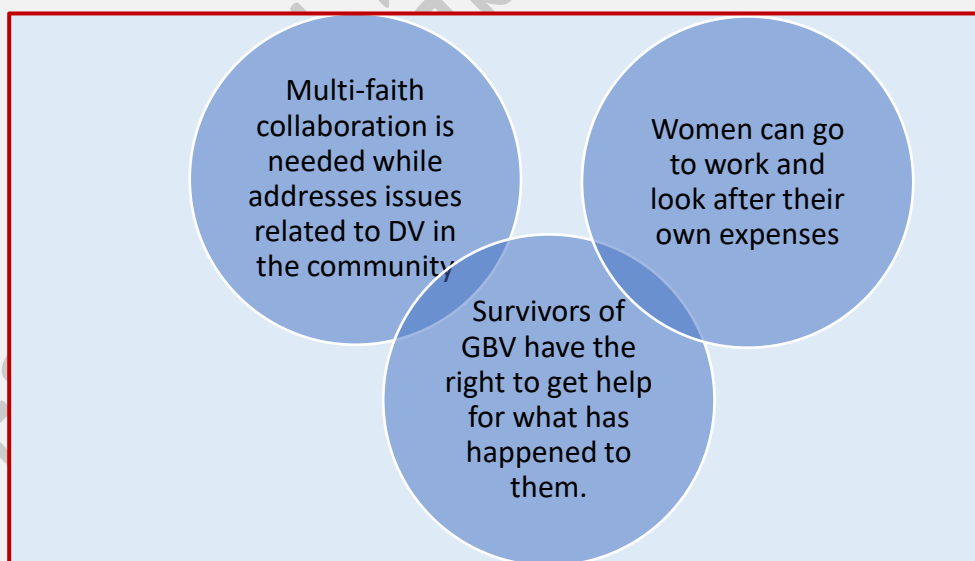 Multi-faith
collaboration is
needed while
addresses issues
related to DV in
the community
Women can go
to work and
look after their
own expenses
Survivors of
GBV have the
right to get help
for what has
happened to
them.